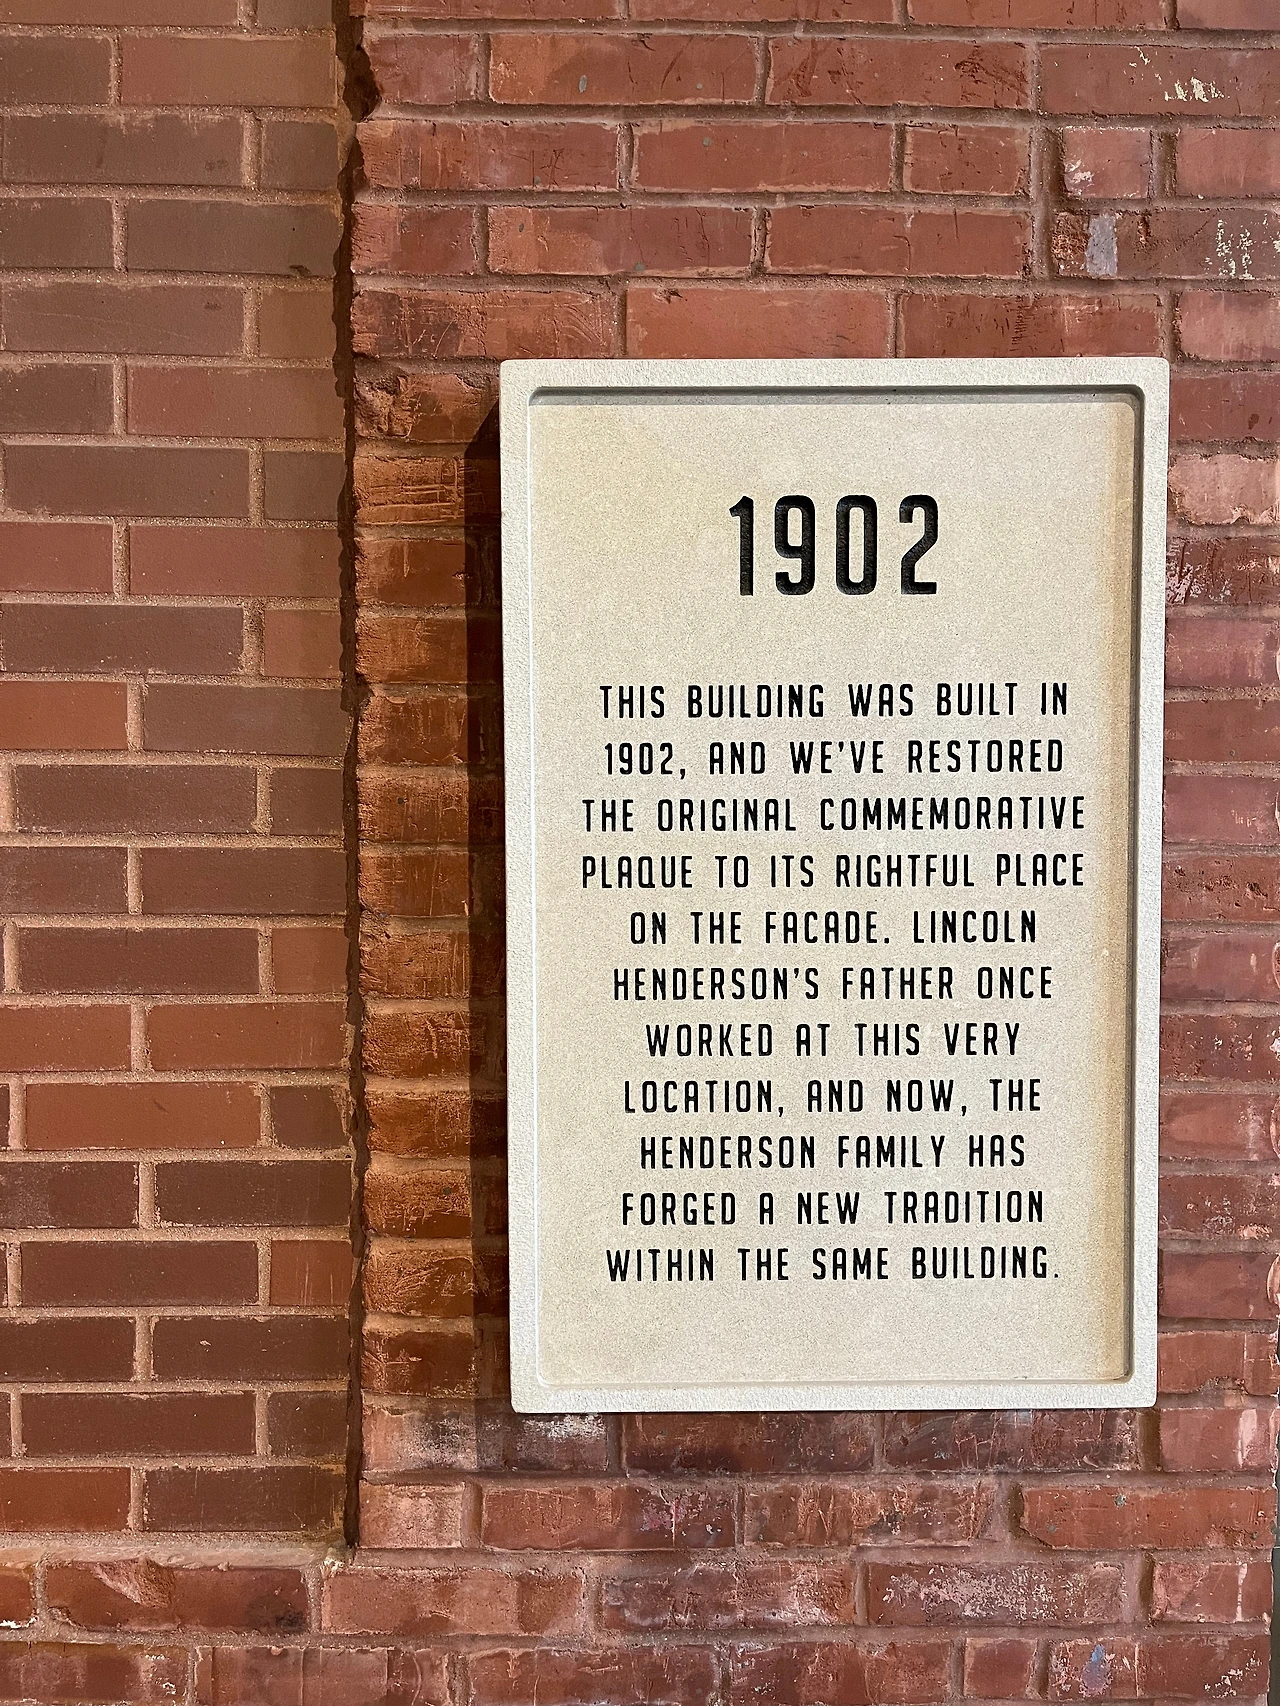 1902
THIS BUILDING WAS BUILT IN
1902, AND WE'VE RESTORED
THE ORIGINAL COMMEMORATIVE
PLAQUE TO ITS RIGHTFUL PLACE
ON THE FACADE. LINCOLN
HENDERSON'S FATHER ONCE
WORKED AT THIS VERY
LOCATION, AND NOW, THE
HENDERSON FAMILY HAS
FORGED A NEW TRADITION
WITHIN THE SAME BUILDING.